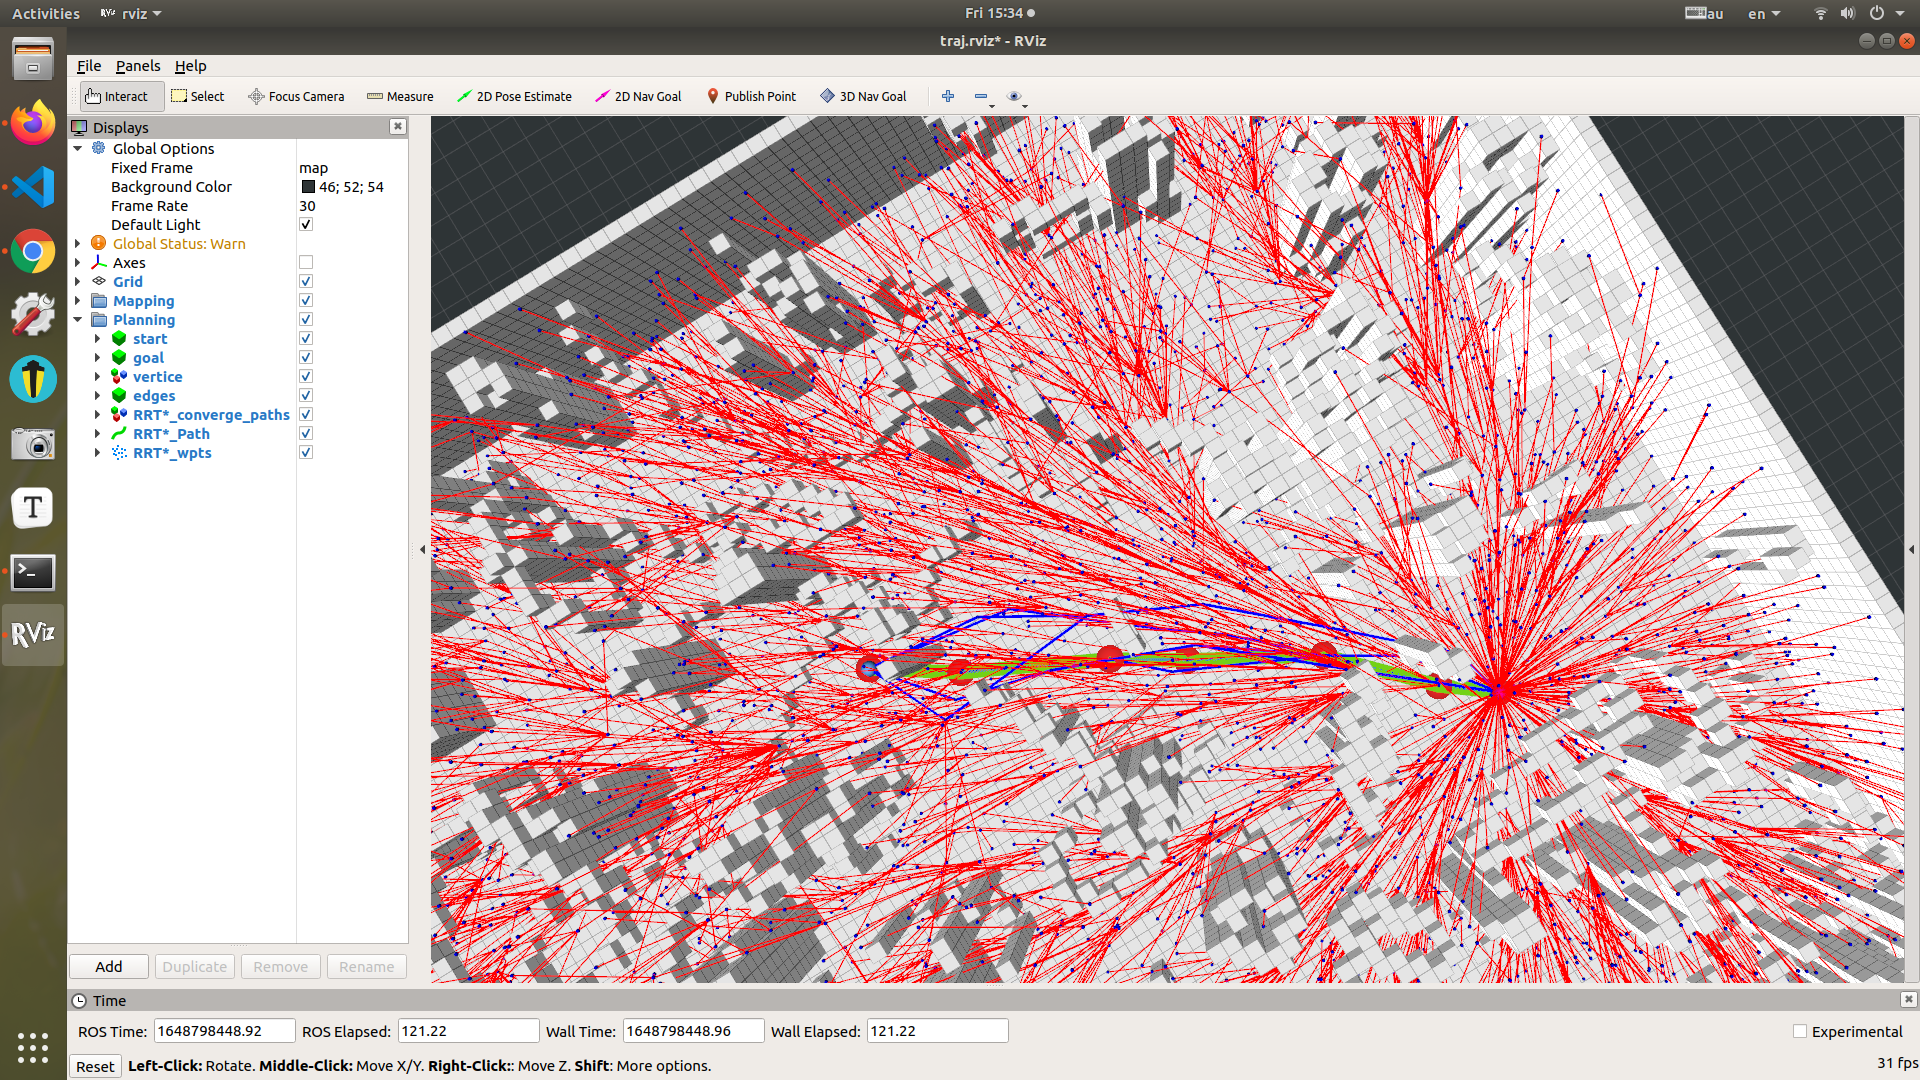 Activities
RViz rviz
Fri 15:34
au
en
traj.rviz* - RViz
File Panels Help
Interact Select Focus Camera Measure 2D Pose Estimate 2D Nav Goal Publish Point 3D Nav Goal
Displays
Global Options
Fixed Frame map
Background Color 46; 52; 54
Frame Rate 30
Default Light
Global Status: Warn
Axes
Grid
Mapping
Planning
start
goal
vertice
edges
RRT*_converge_paths
RRT*_Path
RRT*_wpts
T
>_
RViz
Add Duplicate Remove Rename
Time
ROS Time: 1648798448.92 ROS Elapsed: 121.22 Wall Time: 1648798448.96 Wall Elapsed: 121.22 Experimental
Reset Left-Click: Rotate. Middle-Click: Move X/Y. Right-Click:: Move Z. Shift: More options. 31 fps